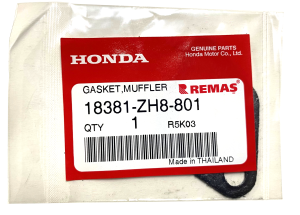 HONDA
GENUINE PARTS
Honda Motor Co., Ltd.
GASKET,MUFFLER
REMAS
18381-ZH8-801
QTY 1 R5K03
Made in THAILAND